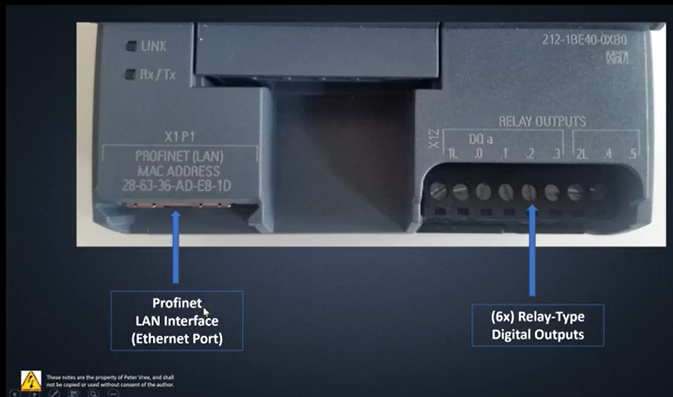 LINK
Rx/Tx
212-1BE40-0XB0
X1P1
PROFINET (LAN)
MAC ADDRESS
28-63-36-AD-E8-1D
RELAY OUTPUTS
X12
DQ a
1L .0 .1 .2 .3 2L .4 .5
Profinet
LAN Interface
(Ethernet Port)
(6x) Relay-Type
Digital Outputs
These notes are the property of Peter Vree, and shall
not be copied or used without consent of the author.